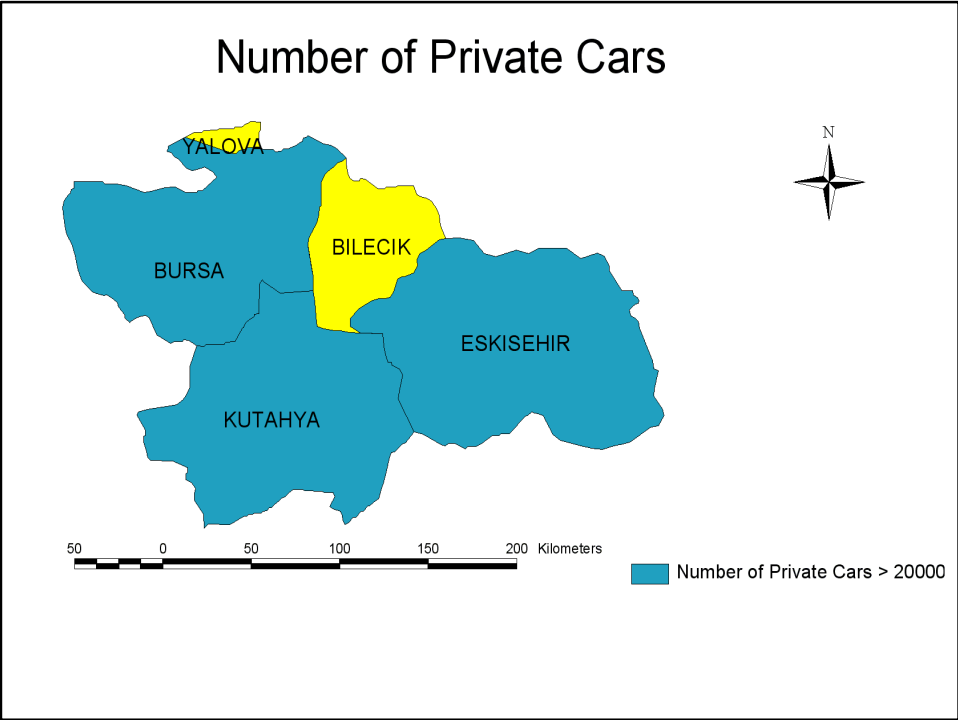 Number of Private Cars
N
YALOVA
BILECIK
BURSA
ESKISEHIR
KUTAHYA
50 0 50 100 150 200 Kilometers
Number of Private Cars > 20000